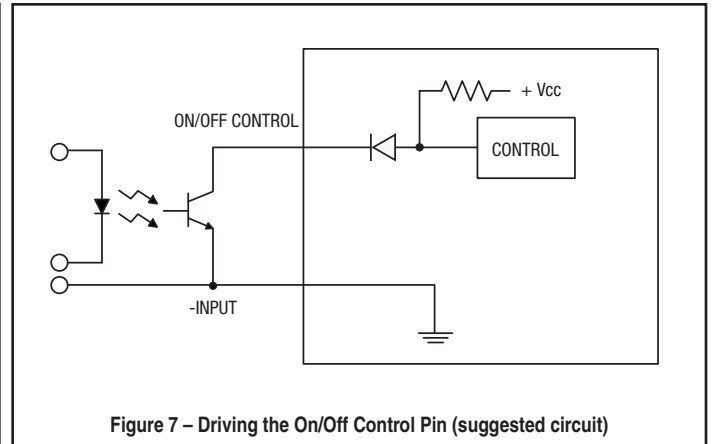 + Vcc
ON/OFF CONTROL
CONTROL
-INPUT
Figure 7 – Driving the On/Off Control Pin (suggested circuit)